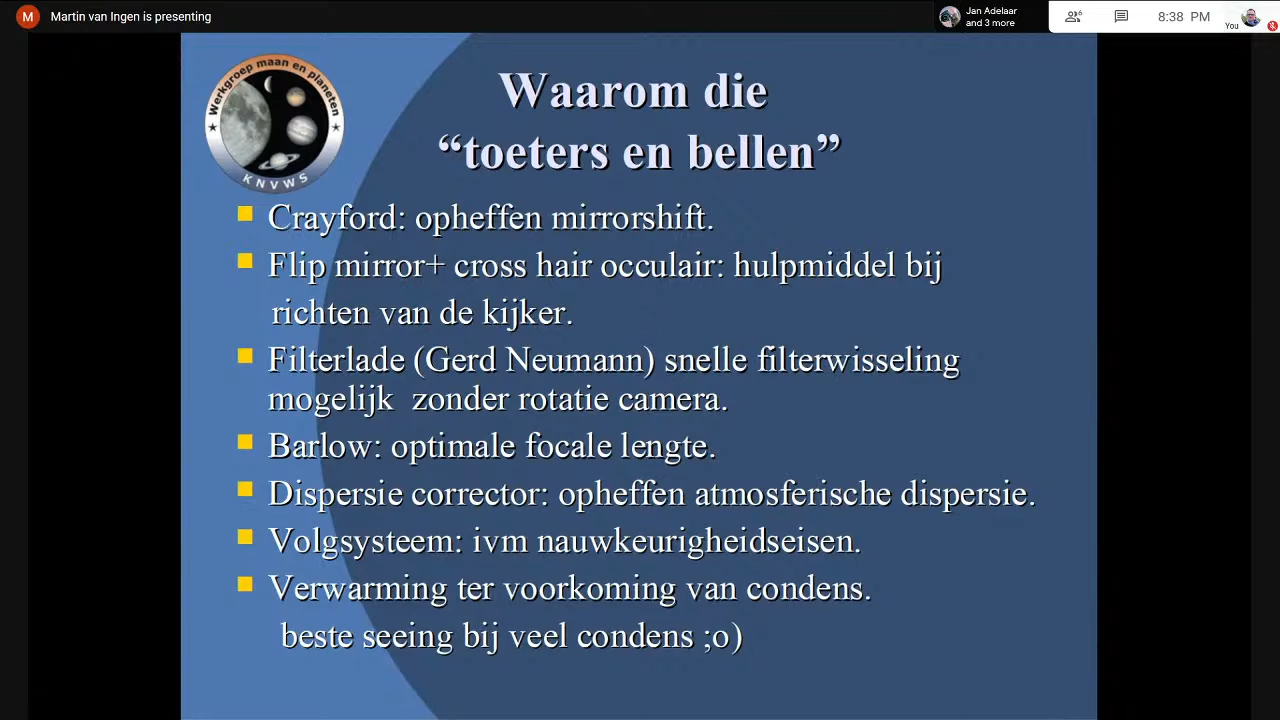 Martin van Ingen is presenting
Jan Adelaar
and 3 more
6
8:38 PM
You
M
Werkgroep maan en planeten
KNVWS
Waarom die
“toeters en bellen”
Crayford: opheffen mirrorshift.
Flip mirror+ cross hair occulair: hulpmiddel bij
richten van de kijker.
Filterlade (Gerd Neumann) snelle filterwisseling
mogelijk zonder rotatie camera.
Barlow: optimale focale lengte.
Dispersie corrector: opheffen atmosferische dispersie.
Volgsysteem: ivm nauwkeurigheidseisen.
Verwarming ter voorkoming van condens.
beste seeing bij veel condens ;o)